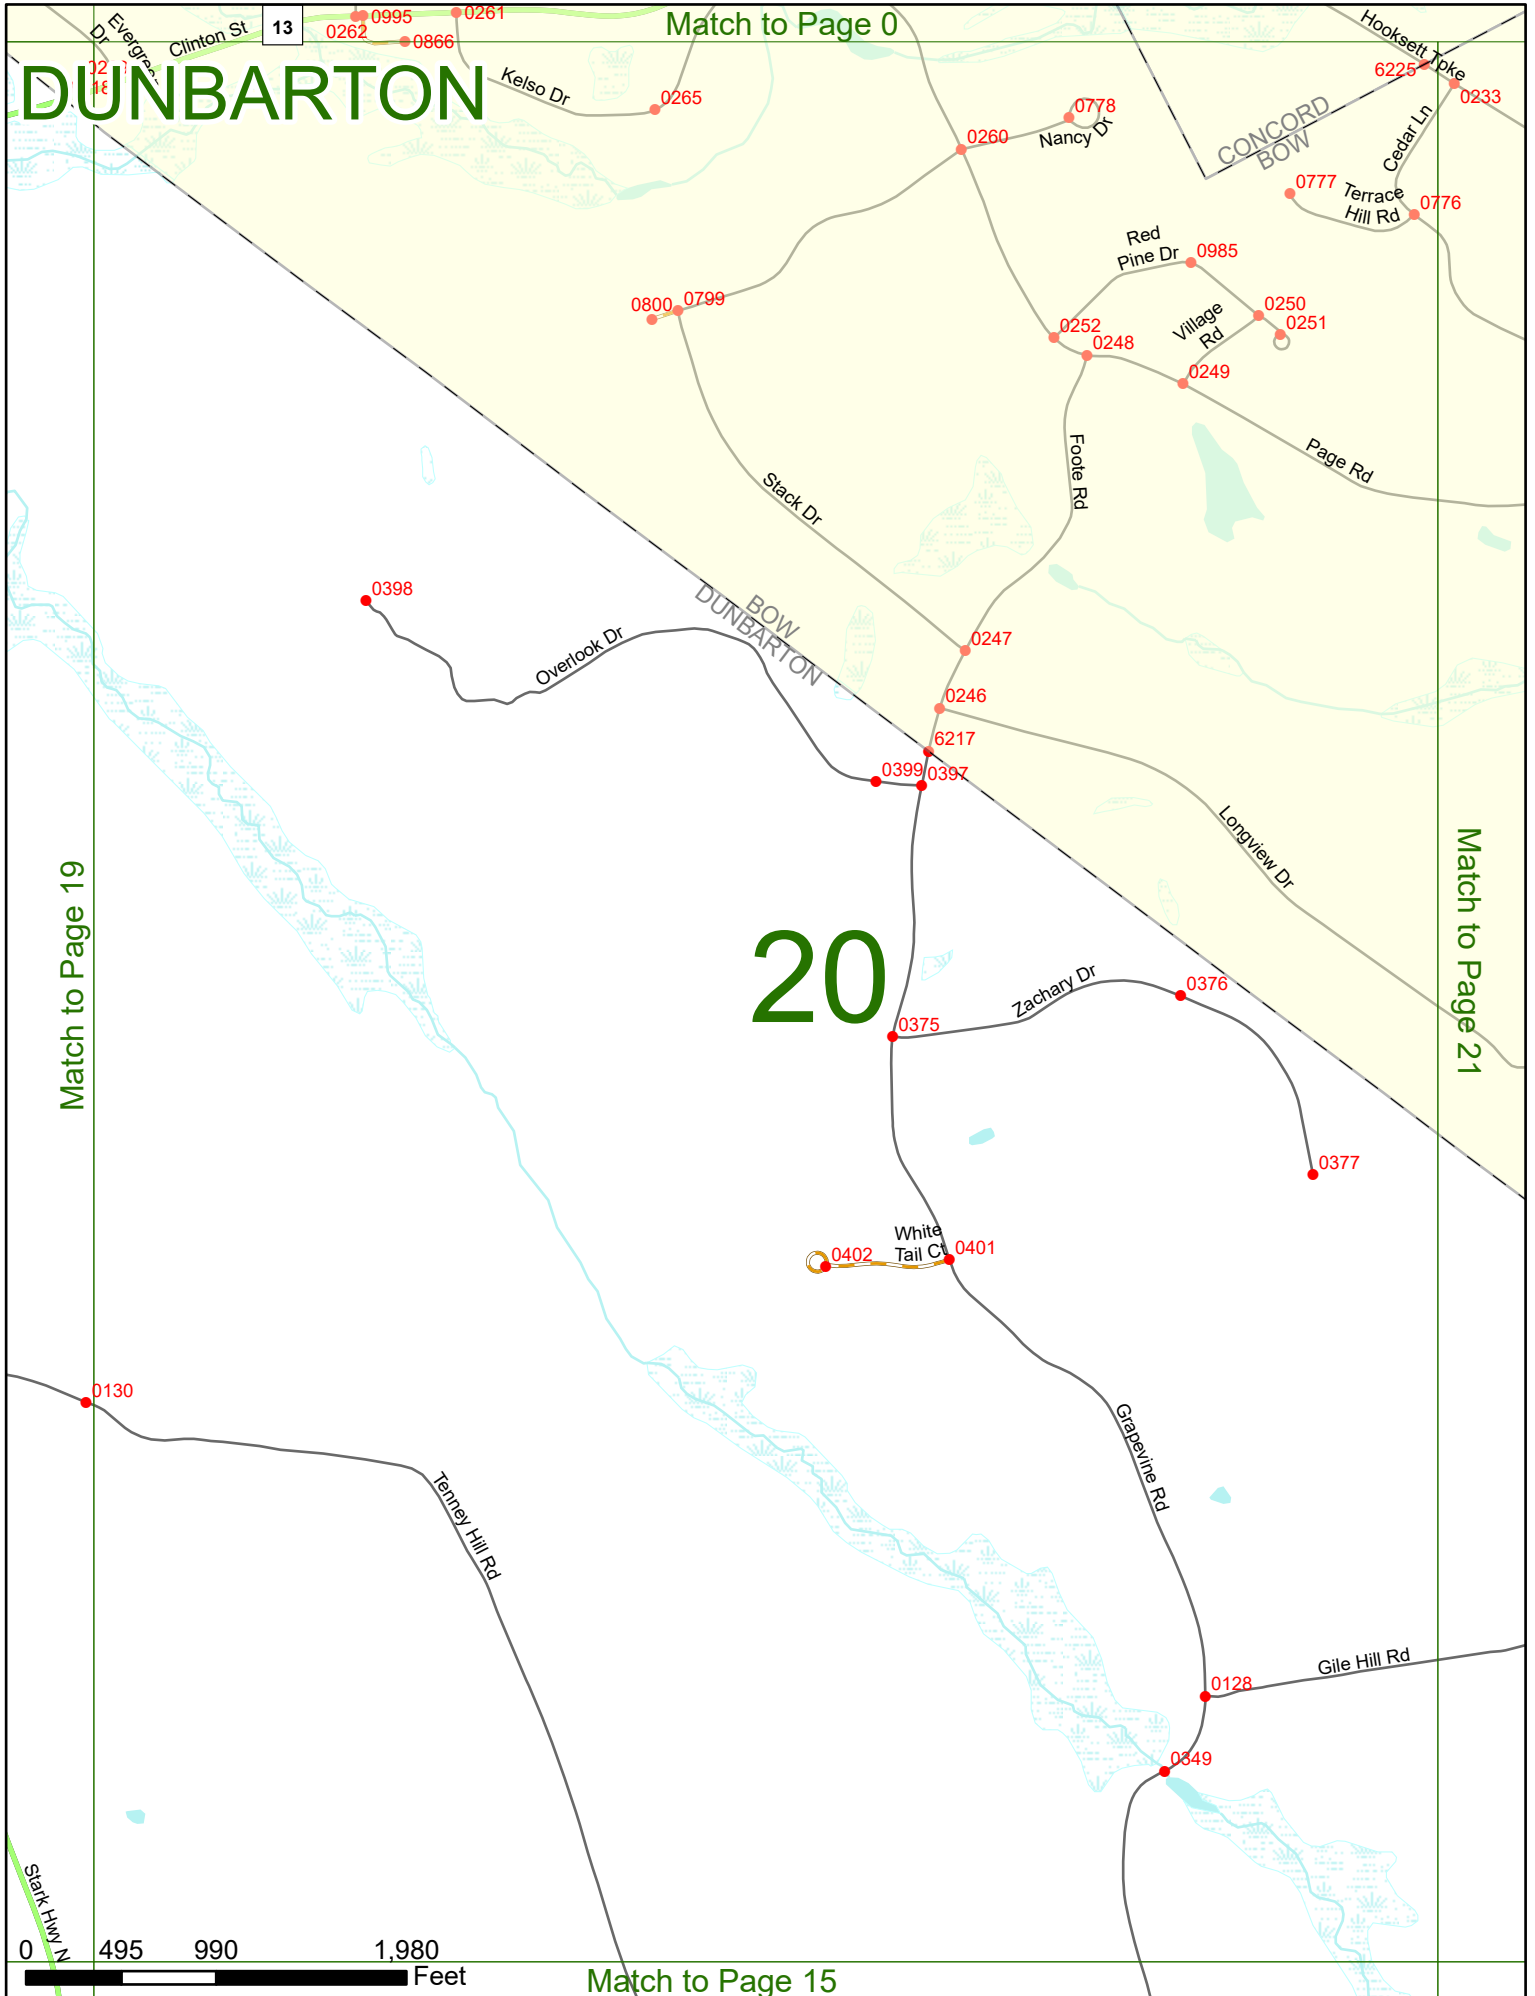 Match to Page 0
Clinton St
13
0995
0262
0261
0866
Dr
DUNBARTON
Kelso Dr
0265
0778
Nancy Dr
0260
Hooksett Tpke
6225
0233
Cedar Ln
CONCORD
BOW
0777
Terrace
Hill Rd
0776
Red
Pine Dr
0985
0800
0799
0250
0251
Village
Rd
0252
0248
0249
Foote Rd
Page Rd
Stack Dr
0398
Overlook Dr
BOW
DUNBARTON
0247
0246
6217
0399
0397
Longview Dr
Match to Page 19
Match to Page 21
20
Zachary Dr
0376
0375
0377
White
Tail Ct
0401
0402
0130
Grapevine Rd
Tenney Hill Rd
Gile Hill Rd
0128
0349
Stark Hwy N
0 495 990 1,980
Feet
Match to Page 15